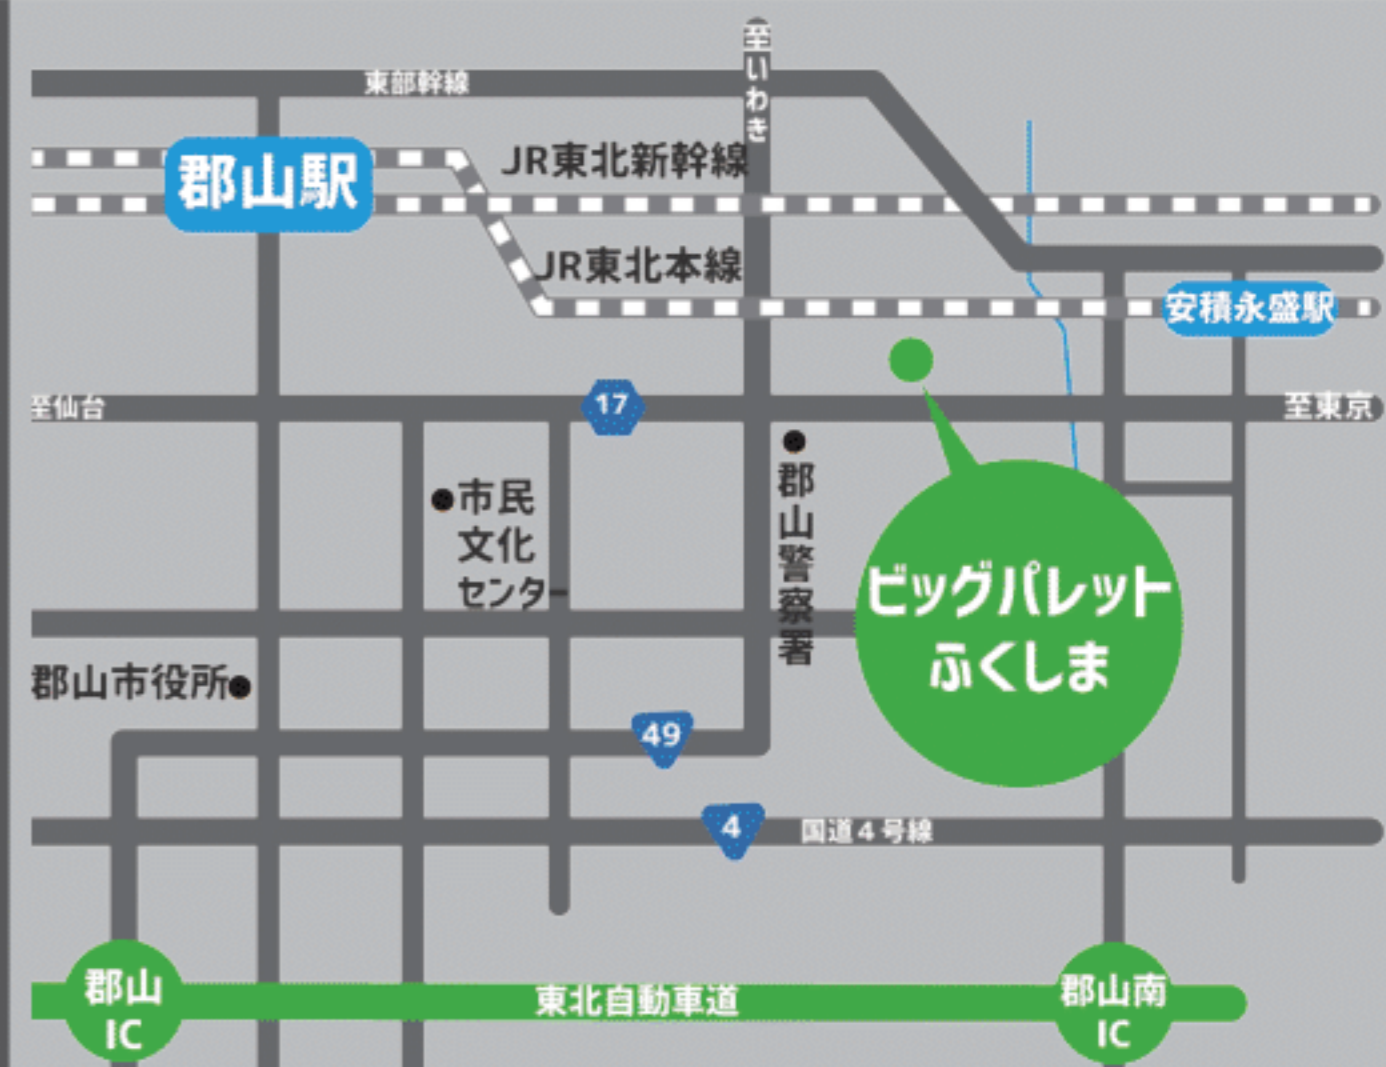 至いわき
東部幹線
郡山駅
JR東北新幹線
JR東北本線
安積永盛駅
至仙台
17
至東京
市民
文化
センター
郡山警察署
ビッグパレット
ふくしま
郡山市役所
49
4
国道4号線
郡山
IC
東北自動車道
郡山南
IC